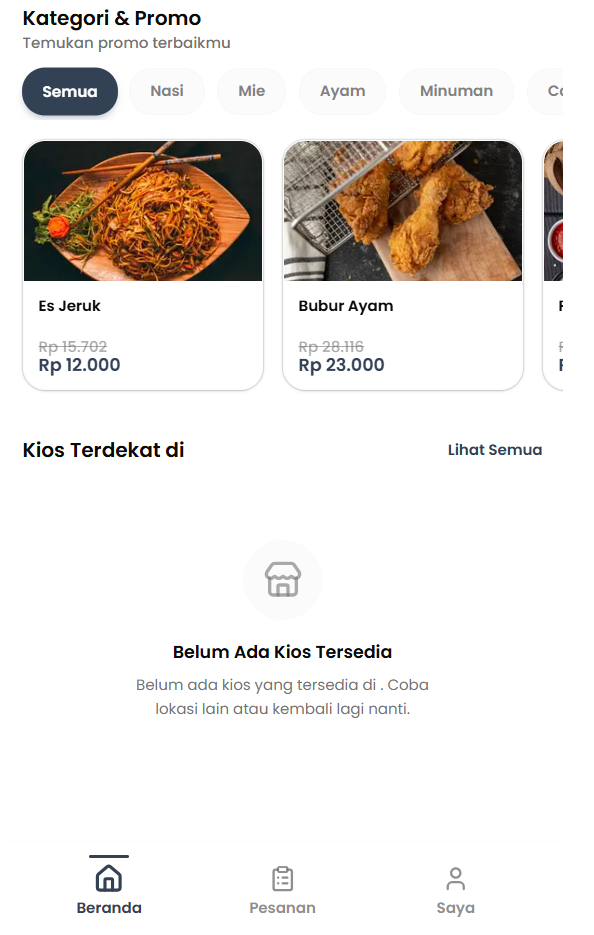 Kategori & Promo
Temukan promo terbaikmu
Semua
Nasi
Mie
Ayam
Minuman
Es Jeruk
Rp 15.702
Rp 12.000
Bubur Ayam
Rp 28.116
Rp 23.000
Kios Terdekat di
Lihat Semua
Belum Ada Kios Tersedia
Belum ada kios yang tersedia di . Coba
lokasi lain atau kembali lagi nanti.
Beranda
Pesanan
Saya